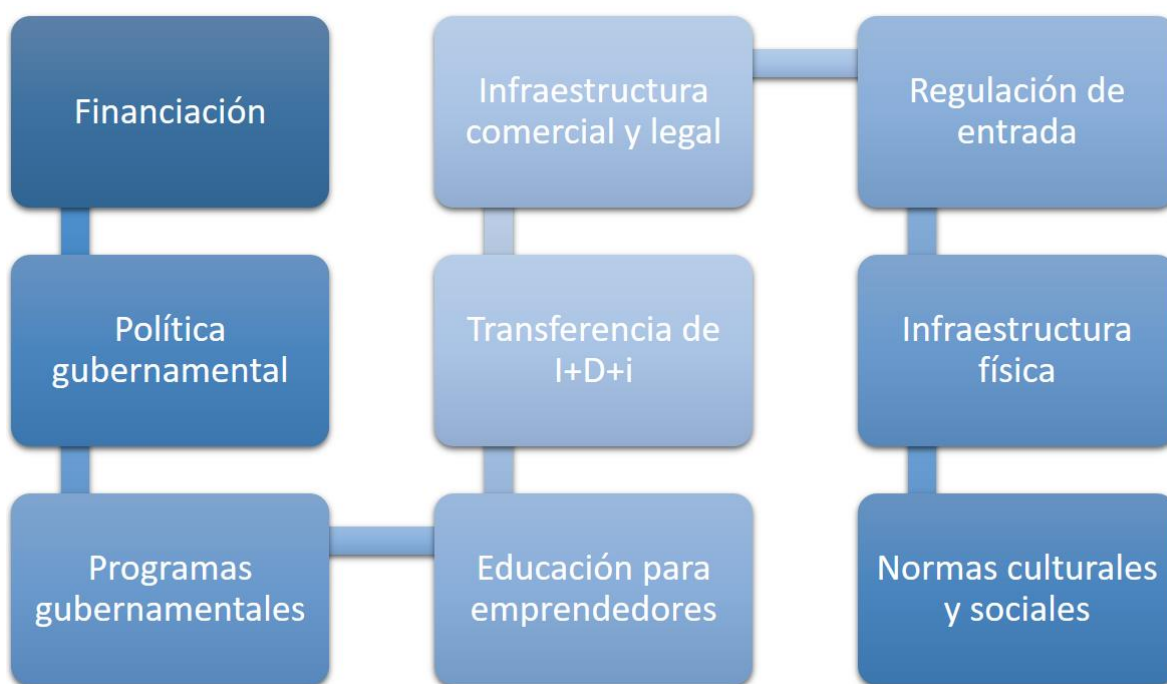 Financiación
Política
gubernamental
Programas
gubernamentales
Educación para
emprendedores
Transferencia de
I+D+i
Infraestructura
comercial y legal
Regulación de
entrada
Infraestructura
física
Normas culturales
y sociales